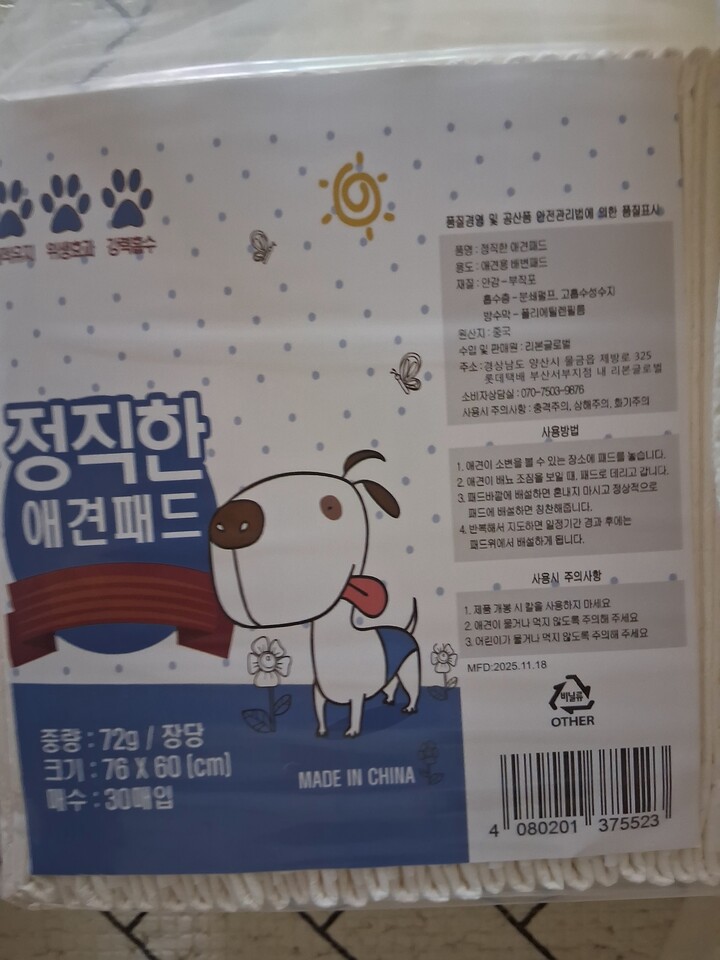 위생효과 강력흡수
정직한
애견패드
중량 : 72g / 장당
크기 : 76 X 60 (cm)
매수 : 30매입
MADE IN CHINA
품질경영 및 공산품 안전관리법에 의한 품질표시
품명 : 정직한 애견패드
용도 : 애견용 배변패드
재질 : 안감 - 부직포
흡수층 - 분쇄펄프, 고흡수성수지
방수막 - 폴리에틸렌필름
원산지 : 중국
수입 및 판매원 : 리본글로벌
주소 : 경상남도 양산시 물금읍 제방로 325
롯데택배 부산서부지점 내 리본글로벌
소비자상담실 : 070-7503-9876
사용시 주의사항 : 충격주의, 상해주의, 화기주의
사용방법
1. 애견이 소변을 볼 수 있는 장소에 패드를 놓습니다.
2. 애견이 배뇨 조짐을 보일 때, 패드로 데리고 갑니다.
3. 패드바깥에 배설하면 혼내지 마시고 정상적으로
패드에 배설하면 칭찬해줍니다.
4. 반복해서 지도하면 일정기간 경과 후에는
패드위에서 배설하게 됩니다.
사용시 주의사항
1. 제품 개봉 시 칼을 사용하지 마세요
2. 애견이 물거나 먹지 않도록 주의해 주세요
3. 어린이가 물거나 먹지 않도록 주의해 주세요
MFD:2025.11.18
비닐류
OTHER
4 080201 375523